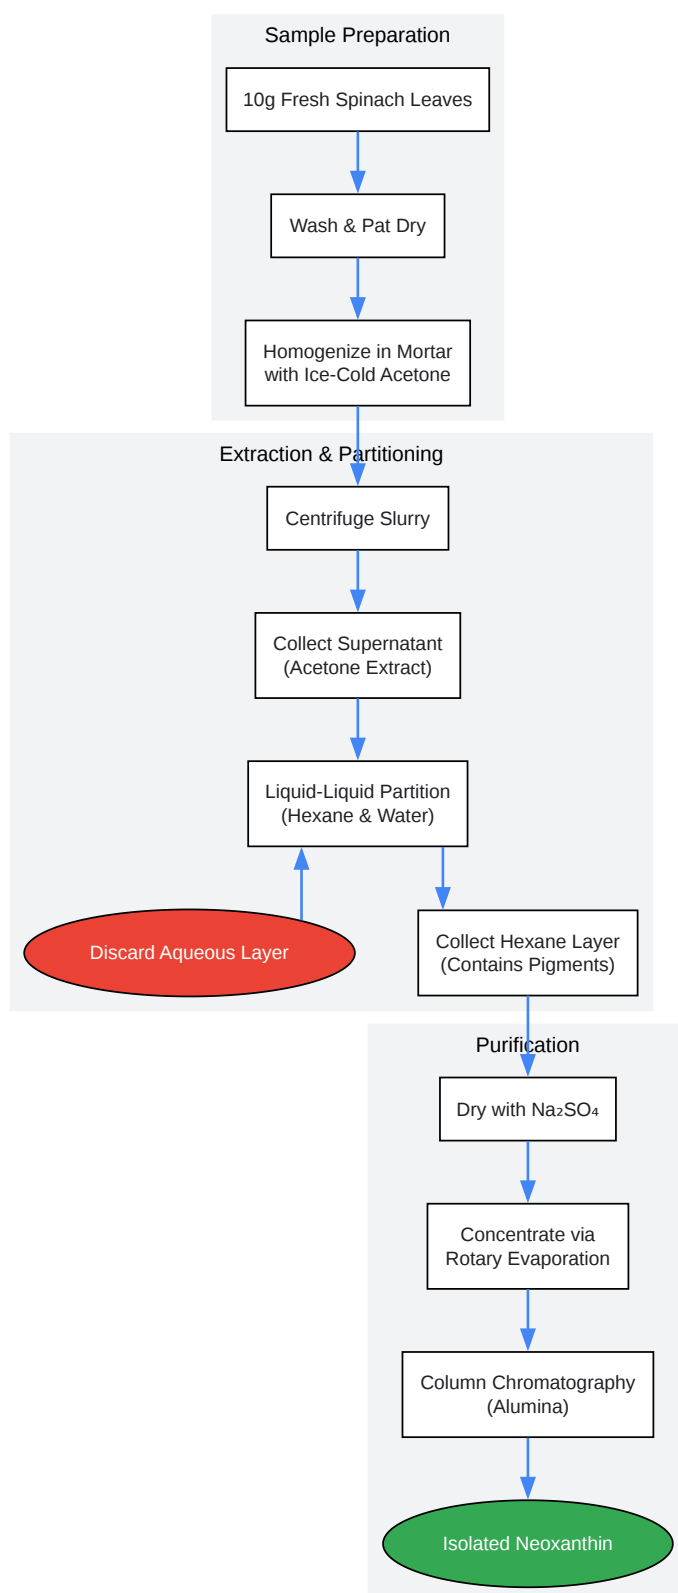 Sample Preparation
10g Fresh Spinach Leaves
Wash & Pat Dry
Homogenize in Mortar
with Ice-Cold Acetone
Extraction & Partitioning
Centrifuge Slurry
Collect Supernatant
(Acetone Extract)
Liquid-Liquid Partition
(Hexane & Water)
Discard Aqueous Layer
Collect Hexane Layer
(Contains Pigments)
Purification
Dry with Na₂SO₄
Concentrate via
Rotary Evaporation
Column Chromatography
(Alumina)
Isolated Neoxanthin